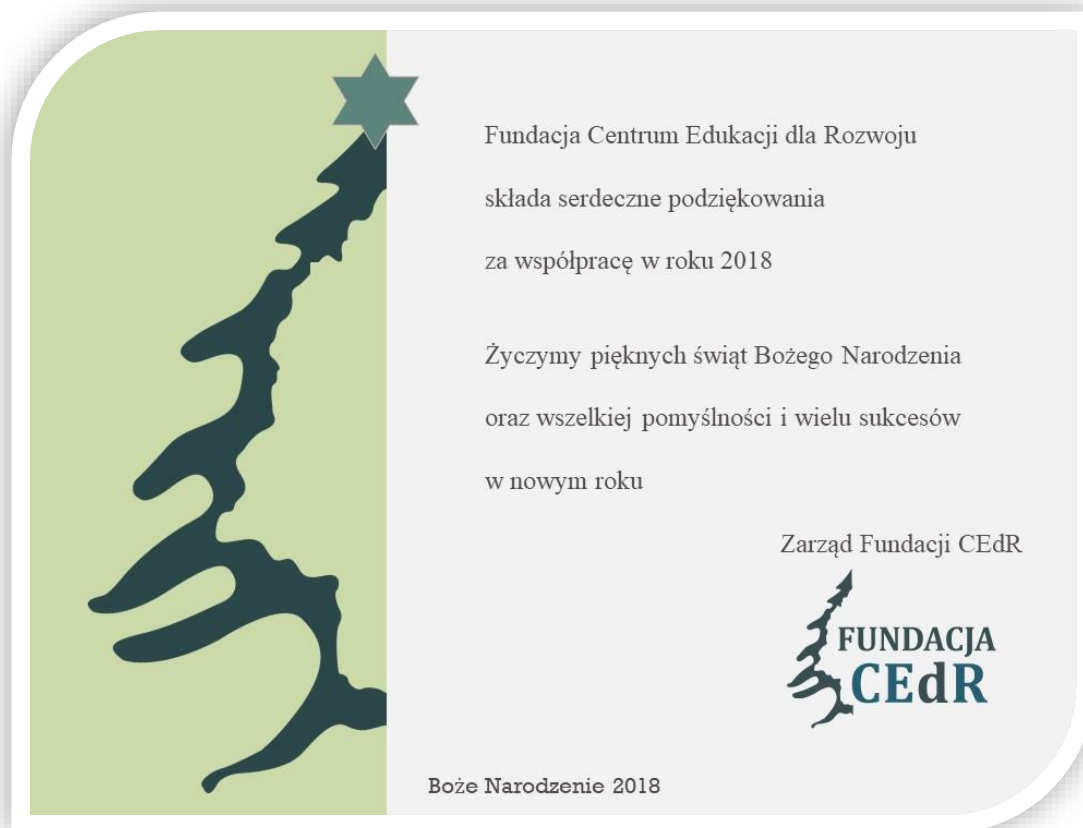 Fundacja Centrum Edukacji dla Rozwoju
składa serdeczne podziękowania
za współpracę w roku 2018
Życzymy pięknych świąt Bożego Narodzenia
oraz wszelkiej pomyślności i wielu sukcesów
w nowym roku
Zarząd Fundacji CEdR
FUNDACJA
CEdR
Boże Narodzenie 2018